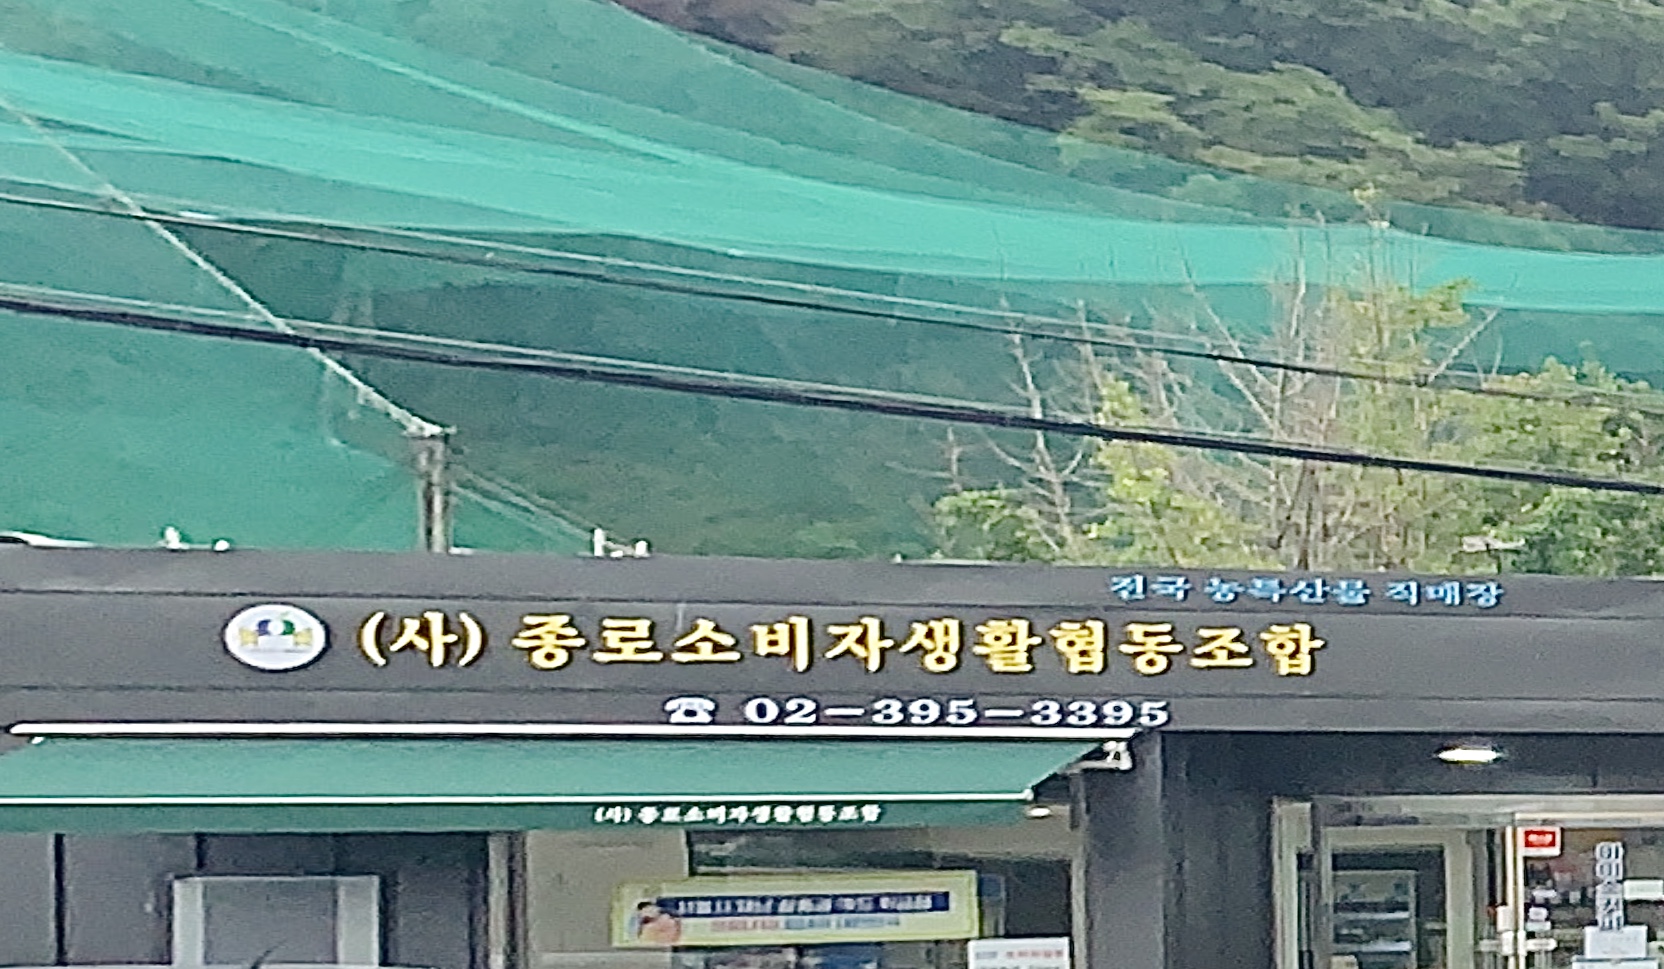 전국 농특산물 직매장
(사) 종로소비자생활협동조합
☎ 02-395-3395
(사) 종로소비자생활협동조합